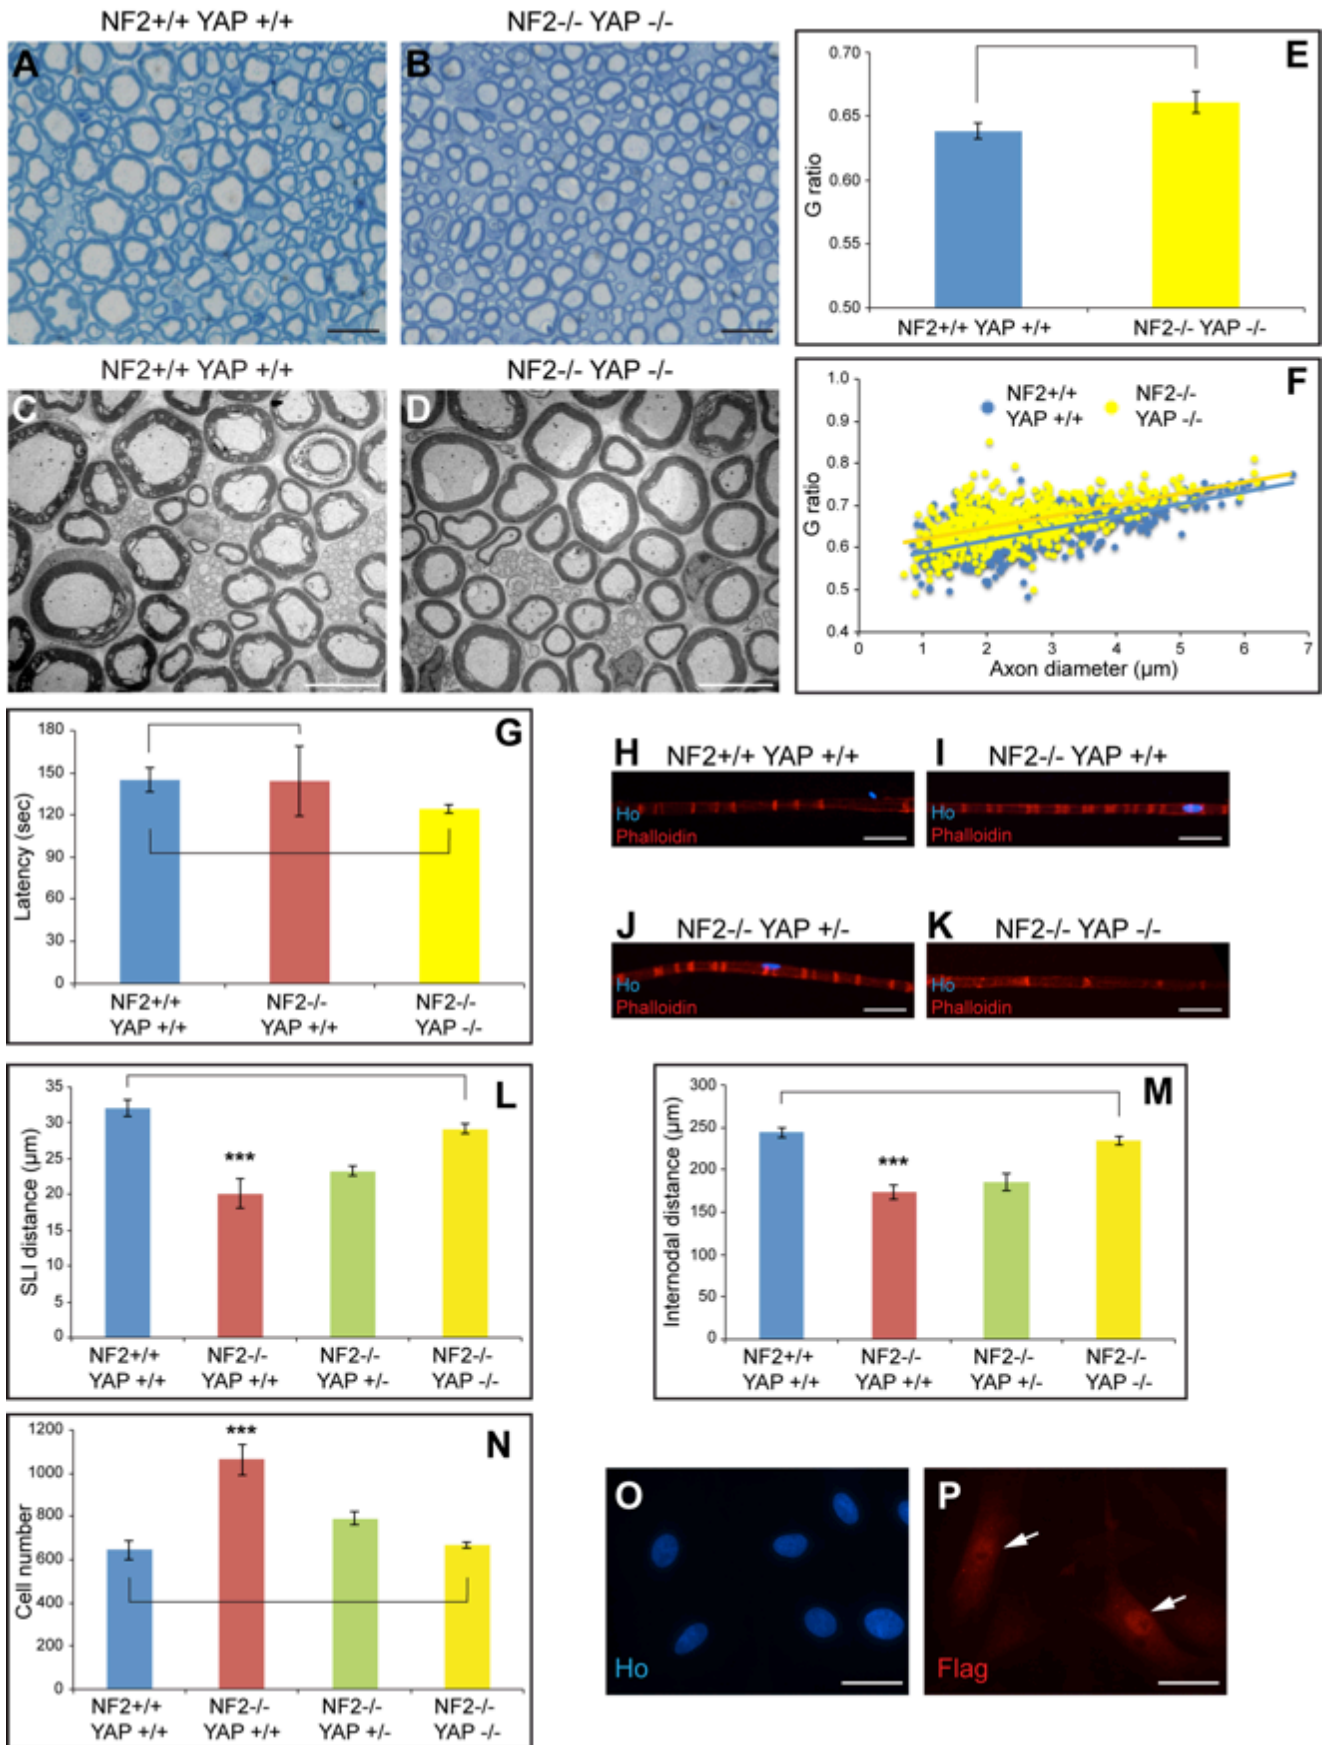 NF2+/+ YAP +/+
NF2-/- YAP -/-
A
B
E
0.70
0.65
0.60
0.55
0.50
G ratio
NF2+/+ YAP +/+
NF2-/- YAP -/-
NF2+/+ YAP +/+
NF2-/- YAP -/-
C
D
F
1.0
0.9
0.8
0.7
0.6
0.5
0.4
G ratio
NF2+/+
YAP +/+
NF2-/-
YAP -/-
0 1 2 3 4 5 6 7
Axon diameter (µm)
G
180
150
120
90
60
30
0
Latency (sec)
NF2+/+
YAP +/+
NF2-/-
YAP +/+
NF2-/-
YAP -/-
H NF2+/+ YAP +/+
Ho
Phalloidin
I NF2-/- YAP +/+
Ho
Phalloidin
J NF2-/- YAP +/-
Ho
Phalloidin
K NF2-/- YAP -/-
Ho
Phalloidin
L
35
30
25
20
15
10
5
0
SLI distance (µm)
***
NF2+/+
YAP +/+
NF2-/-
YAP +/+
NF2-/-
YAP +/-
NF2-/-
YAP -/-
M
300
250
200
150
100
50
0
Internodal distance (µm)
***
NF2+/+
YAP +/+
NF2-/-
YAP +/+
NF2-/-
YAP +/-
NF2-/-
YAP -/-
N
1200
1000
800
600
400
200
0
Cell number
***
NF2+/+
YAP +/+
NF2-/-
YAP +/+
NF2-/-
YAP +/-
NF2-/-
YAP -/-
O
Ho
P
Flag